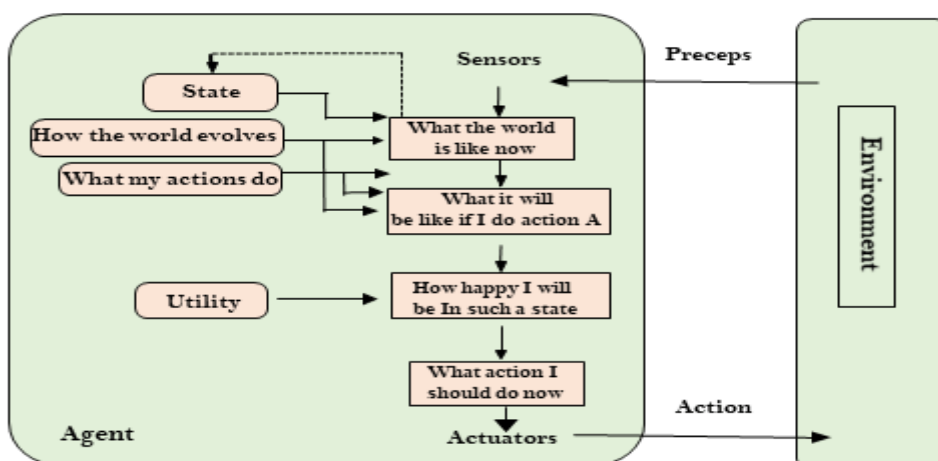 Sensors
Preceps
State
What the world
is like now
How the world evolves
What my actions do
What it will
be like if I do action A
Environment
How happy I will
be In such a state
Utility
What action I
should do now
Action
Agent
Actuators